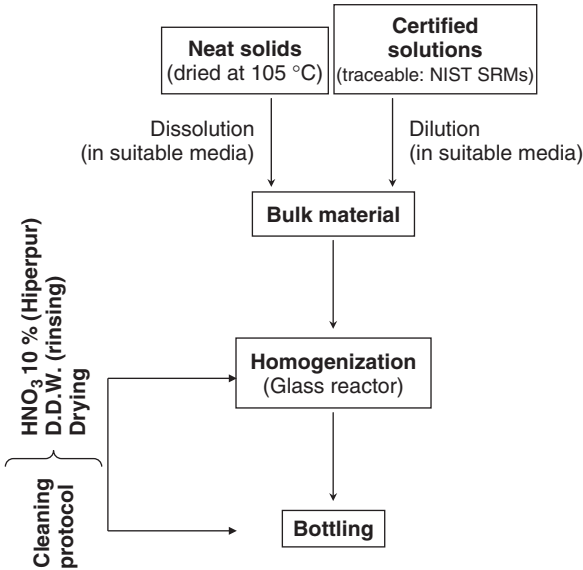 Neat solids
(dried at 105 °C)
Certified
solutions
(traceable: NIST SRMs)
Dissolution
(in suitable media)
Dilution
(in suitable media)
Bulk material
HNO3 10 % (Hiperpur)
D.D.W. (rinsing)
Drying
Homogenization
(Glass reactor)
Cleaning
protocol
Bottling